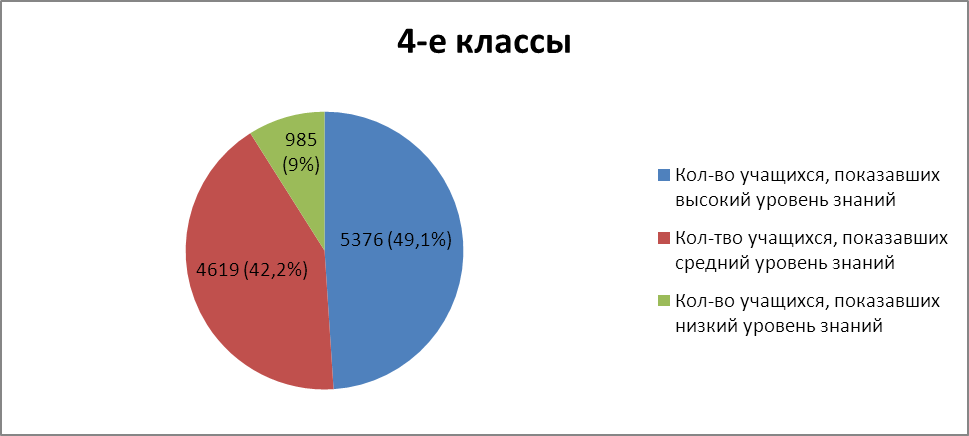 4-е классы
985
(9%)
5376 (49,1%)
4619 (42,2%)
Кол-во учащихся, показавших
высокий уровень знаний
Кол-тво учащихся, показавших
средний уровень знаний
Кол-во учащихся, показавших
низкий уровень знаний